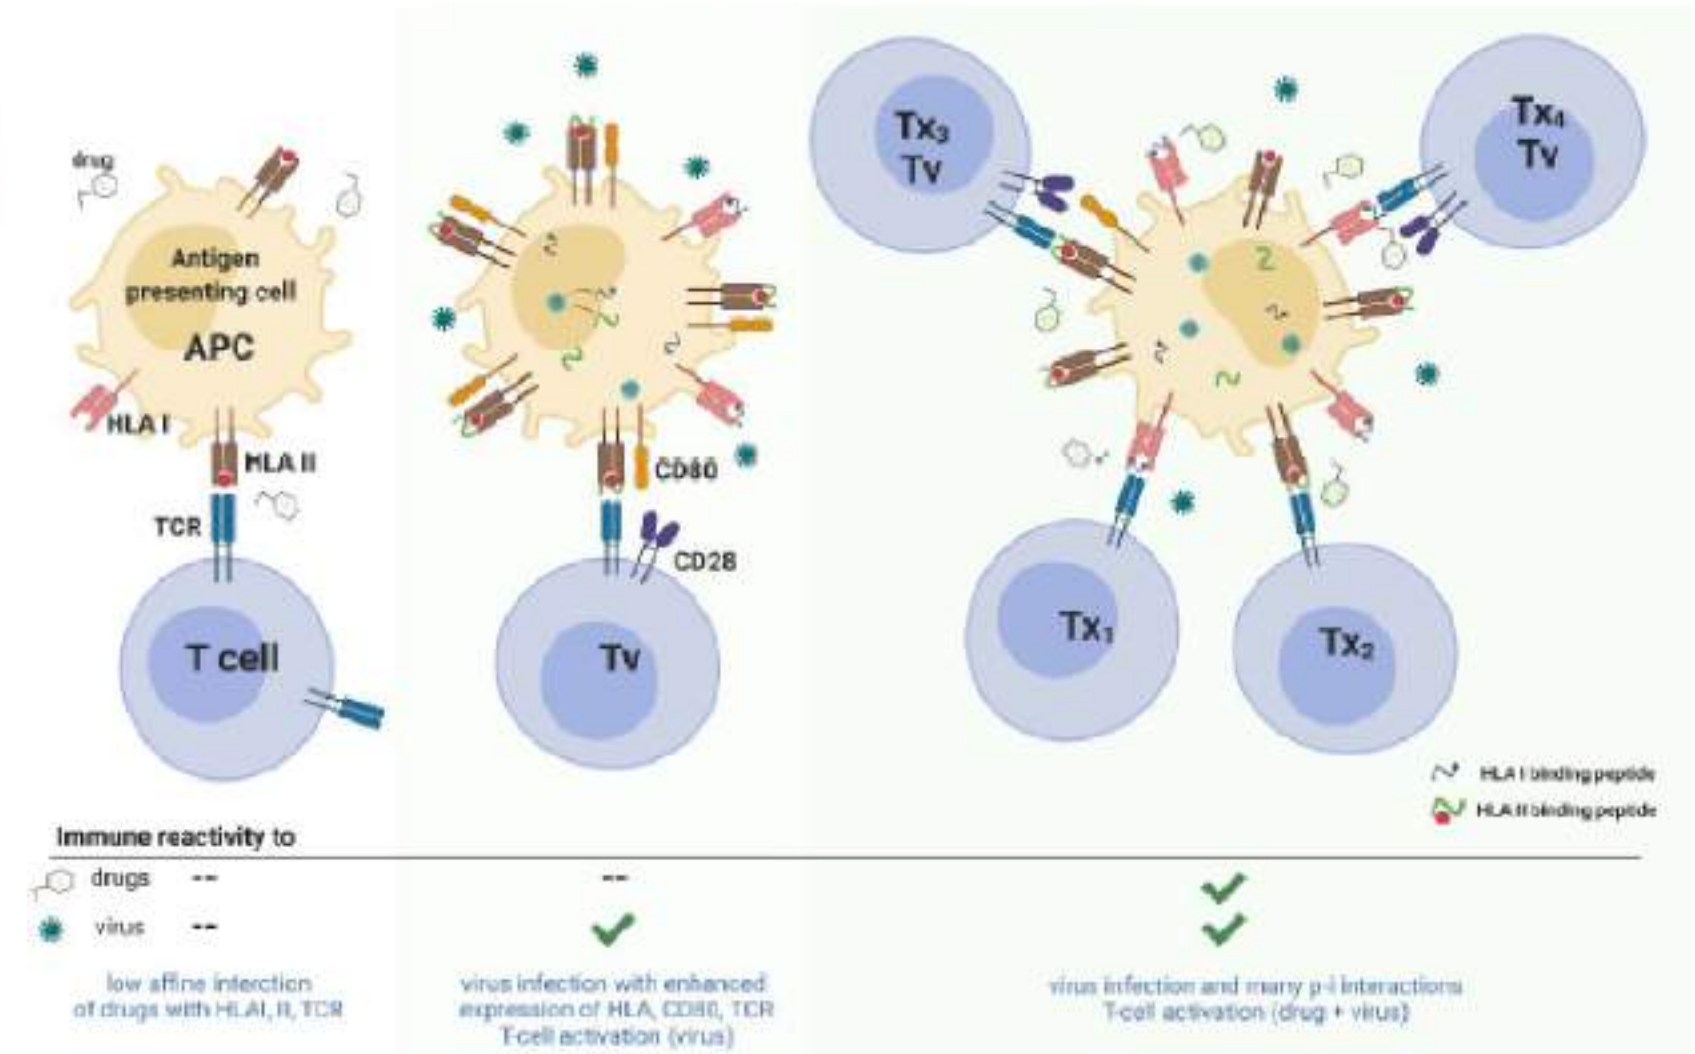 drug
Antigen
presenting cell
APC
HLA I
HLA II
TCR
T cell
CD80
CD28
Tv
Tx₃
Tv
Tx₄
Tv
Tx₁
Tx₂
HLA I binding peptide
HLA II binding peptide
Immune reactivity to
drugs -- --
virus --
low affine interction
of drugs with HLAI, II, TCR
virus infection with enhanced
expression of HLA, CD80, TCR
T-cell activation (virus)
virus infection and many p-i interactions
T-cell activation (drug + virus)